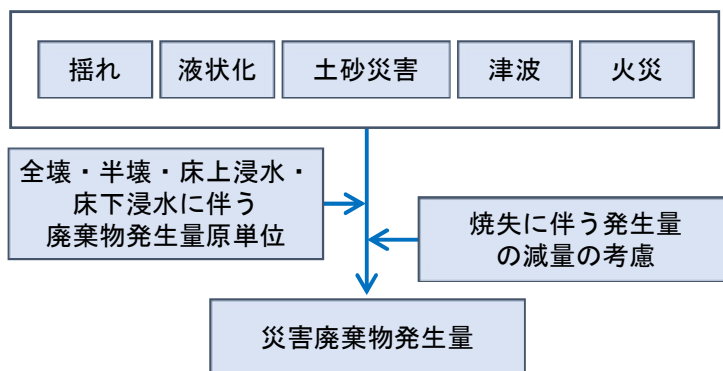 揺れ
液状化
土砂災害
津波
火災
全壊・半壊・床上浸水・
床下浸水に伴う
廃棄物発生量原単位
焼失に伴う発生量
の減量の考慮
災害廃棄物発生量